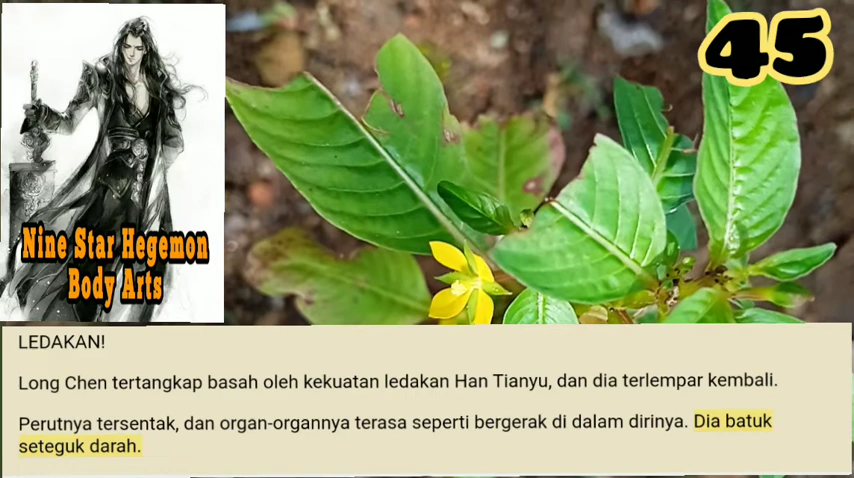 45
Nine Star Hegemon
Body Arts
LEDAKAN!
Long Chen tertangkap basah oleh kekuatan ledakan Han Tianyu, dan dia terlempar kembali.
Perutnya tersentak, dan organ-organnya terasa seperti bergerak di dalam dirinya. Dia batuk
seteguk darah.